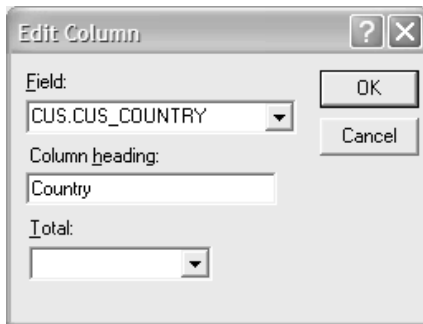 Edit Column
Field:
OK
CUS.CUS_COUNTRY
Cancel
Column heading:
Country
Total: